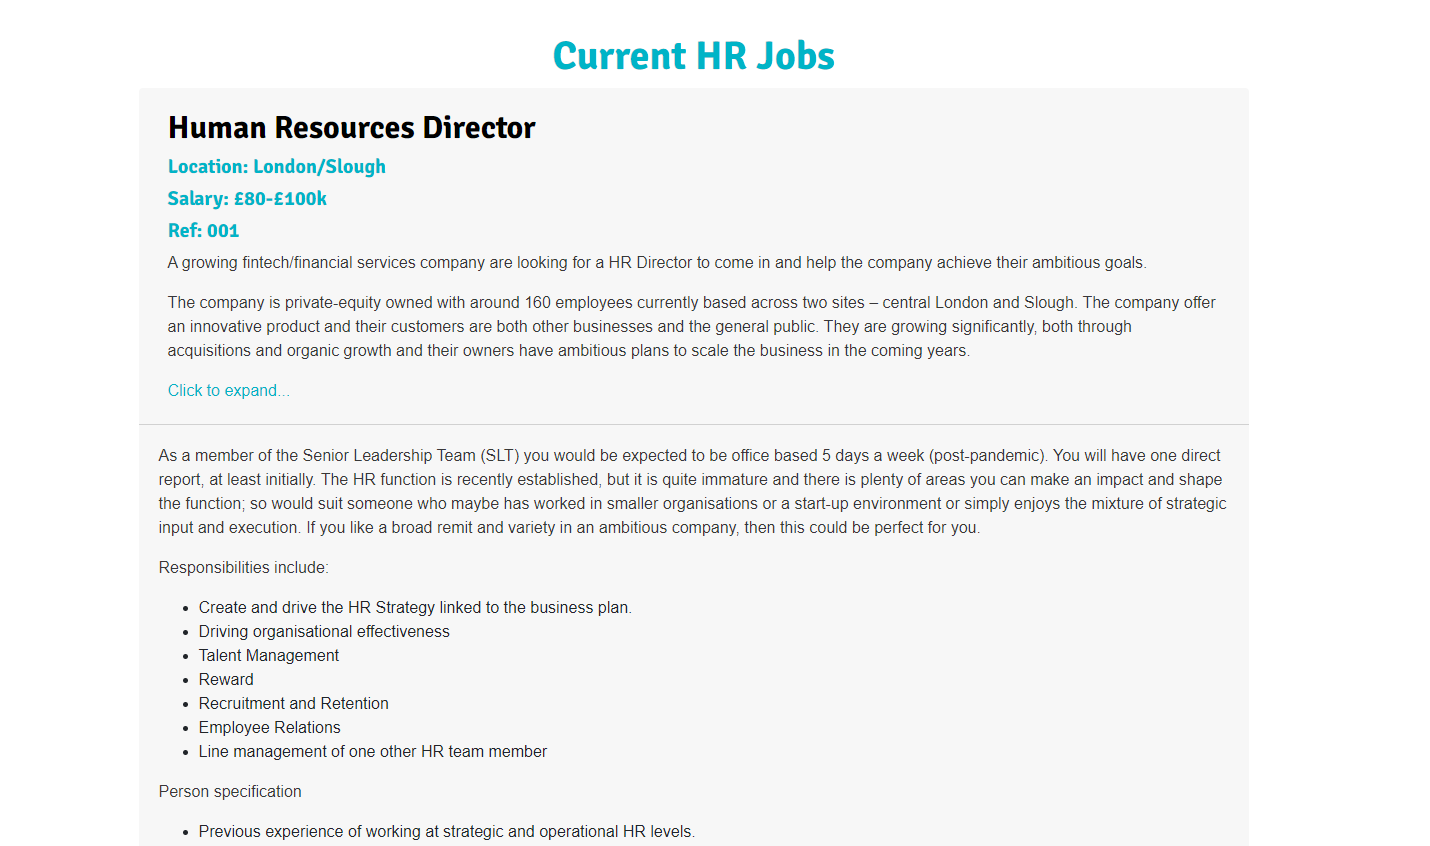 Current HR Jobs
Human Resources Director
Location: London/Slough
Salary: £80-£100k
Ref: 001
A growing fintech/financial services company are looking for a HR Director to come in and help the company achieve their ambitious goals.
The company is private-equity owned with around 160 employees currently based across two sites – central London and Slough. The company offer
an innovative product and their customers are both other businesses and the general public. They are growing significantly, both through
acquisitions and organic growth and their owners have ambitious plans to scale the business in the coming years.
Click to expand...
As a member of the Senior Leadership Team (SLT) you would be expected to be office based 5 days a week (post-pandemic). You will have one direct
report, at least initially. The HR function is recently established, but it is quite immature and there is plenty of areas you can make an impact and shape
the function; so would suit someone who maybe has worked in smaller organisations or a start-up environment or simply enjoys the mixture of strategic
input and execution. If you like a broad remit and variety in an ambitious company, then this could be perfect for you.
Responsibilities include:
• Create and drive the HR Strategy linked to the business plan.
• Driving organisational effectiveness
• Talent Management
• Reward
• Recruitment and Retention
• Employee Relations
• Line management of one other HR team member
Person specification
• Previous experience of working at strategic and operational HR levels.